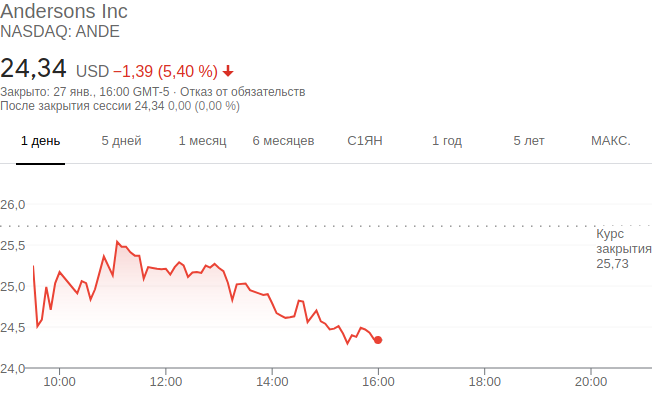 Andersons Inc
NASDAQ: ANDE
24,34 USD −1,39 (5,40 %)
Закрыто: 27 янв., 16:00 GMT-5 · Отказ от обязательств
После закрытия сессии 24,34 0,00 (0,00 %)
1 день 5 дней 1 месяц 6 месяцев С1ЯН 1 год 5 лет МАКС.
26,0
Курс
закрытия
25,73
25,5
25,0
24,5
24,0
10:00 12:00 14:00 16:00 18:00 20:00